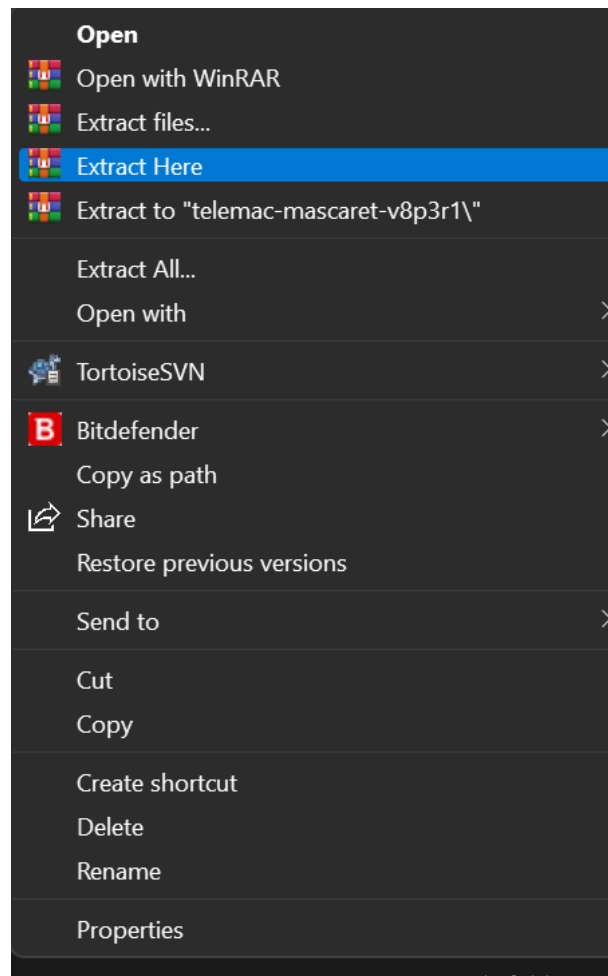 Open
Open with WinRAR
Extract files...
Extract Here
Extract to "telemac-mascaret-v8p3r1\"
Extract All...
Open with
TortoiseSVN
B Bitdefender
Copy as path
Share
Restore previous versions
Send to
Cut
Copy
Create shortcut
Delete
Rename
Properties